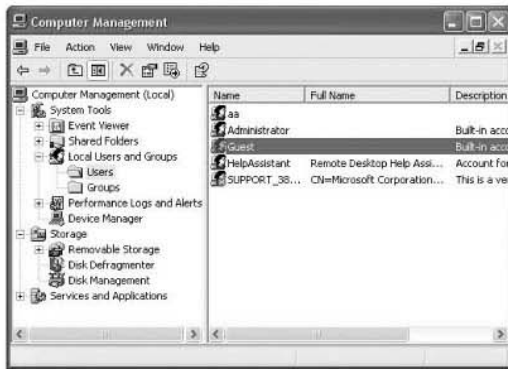 Computer Management
File Action View Window Help
Computer Management (Local)
System Tools
Event Viewer
Shared Folders
Local Users and Groups
Users
Groups
Performance Logs and Alerts
Device Manager
Storage
Removable Storage
Disk Defragmenter
Disk Management
Services and Applications
Name Full Name Description
aa
Administrator Built-in acco
Guest Built-in acco
HelpAssistant Remote Desktop Help Assi... Account for
SUPPORT_38... CN=Microsoft Corporation... This is a ve